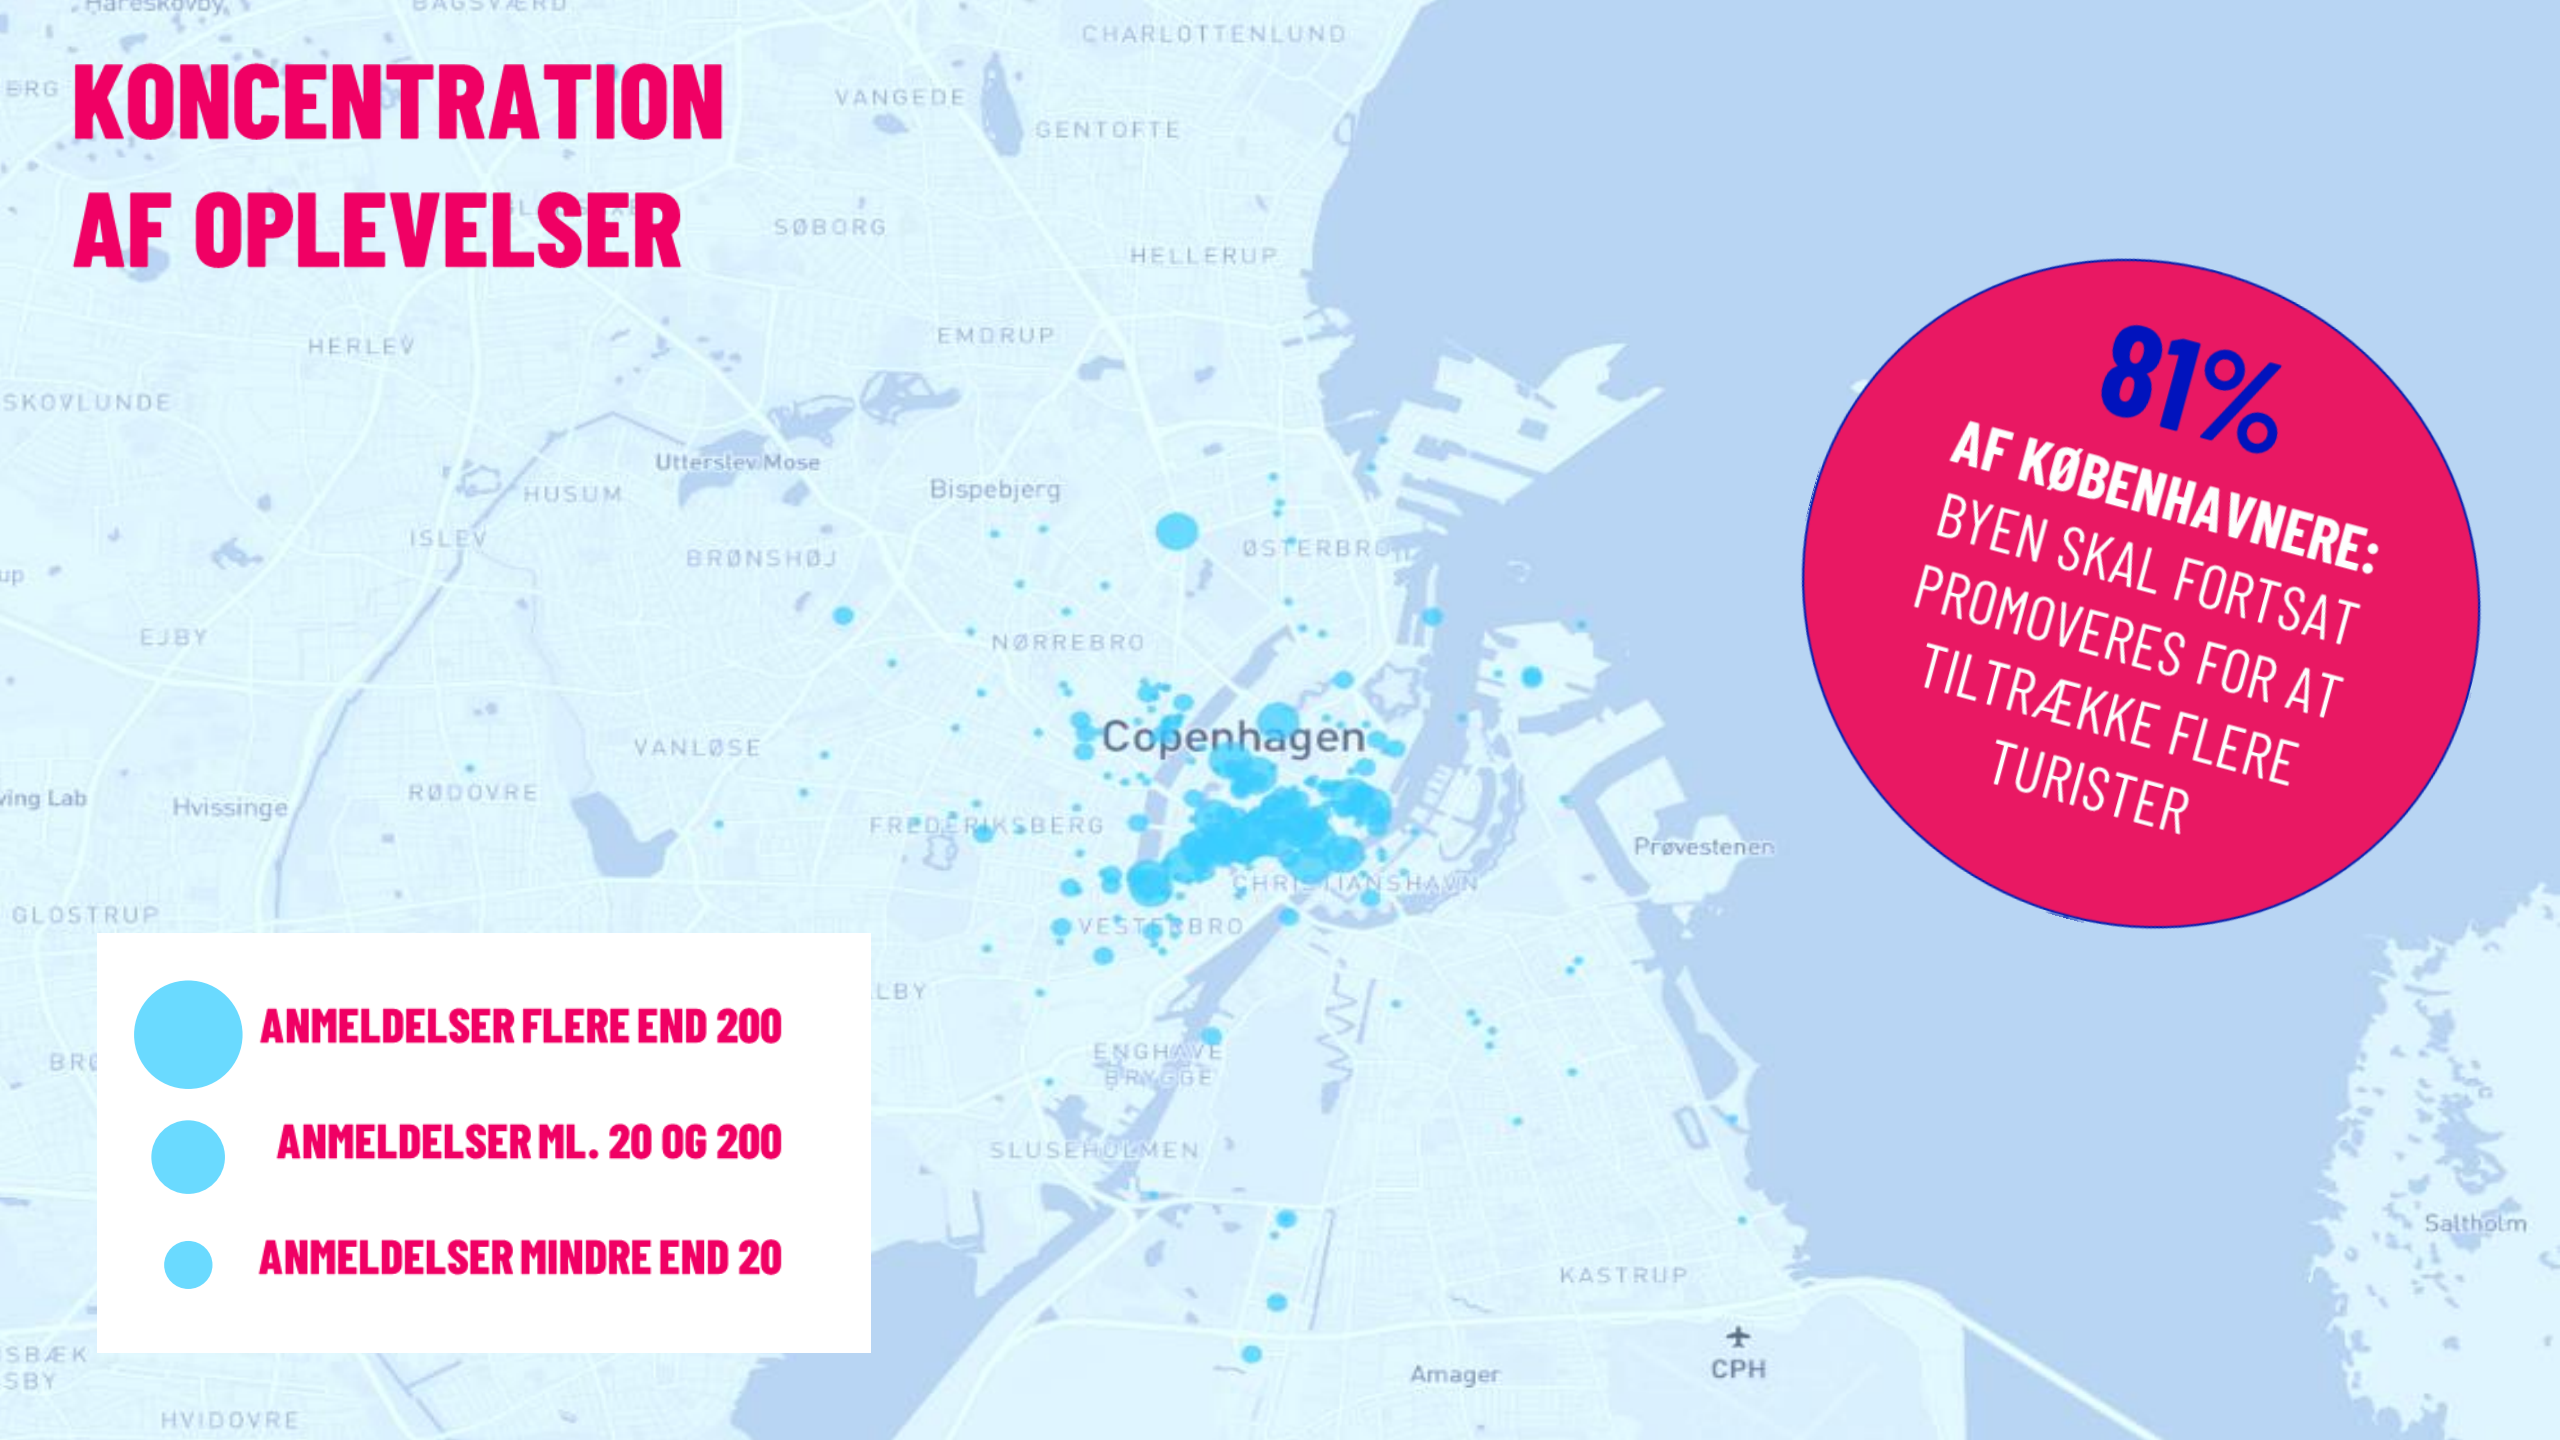 Hareskovby,
BAGSVÆRD
CHARLOTTENLUND
KONCENTRATION
AF OPLEVELSER
VANGEDE
GENTOFTE
SØBORG
HELLERUP
EMDRUP
HERLEV
SKOVLUNDE
Utterslev Mose
Bispebjerg
HUSUM
ISLEV
BRØNSHØJ
ØSTERBRO
EJBY
NØRREBRO
Copenhagen
VANLØSE
RØDOVRE
Hvissinge
FREDERIKSBERG
Prøvestenen
CHRISTIANSHAVN
GLOSTRUP
VESTERBRO
ENGHAVE
BRYGGE
SLUSEHOLMEN
KASTRUP
Saltholm
Amager
CPH
HVIDOVRE
81%
AF KØBENHAVNERE:
BYEN SKAL FORTSAT
PROMOVERES FOR AT
TILTRÆKKE FLERE
TURISTER
ANMELDELSER FLERE END 200
ANMELDELSER ML. 20 OG 200
ANMELDELSER MINDRE END 20